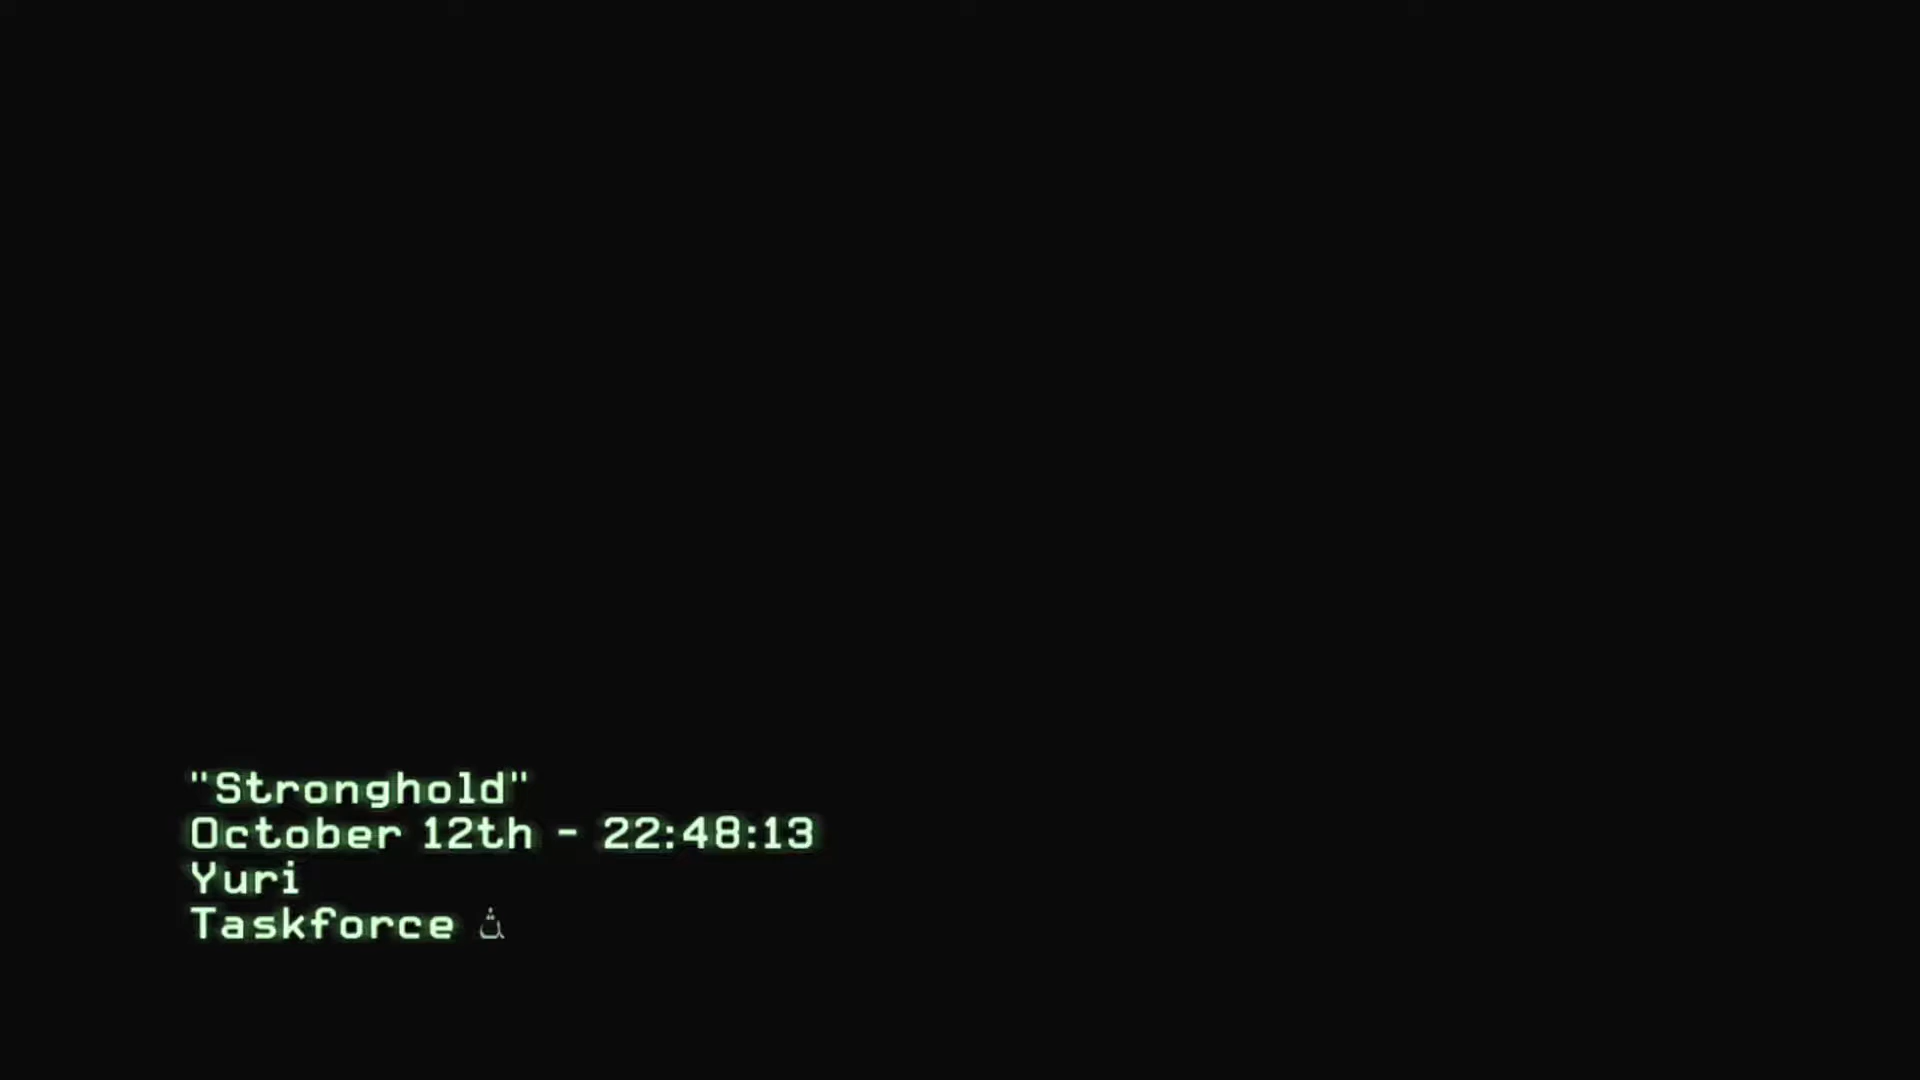 "Stronghold"
October 12th - 22:48:13
Yuri
Taskforce